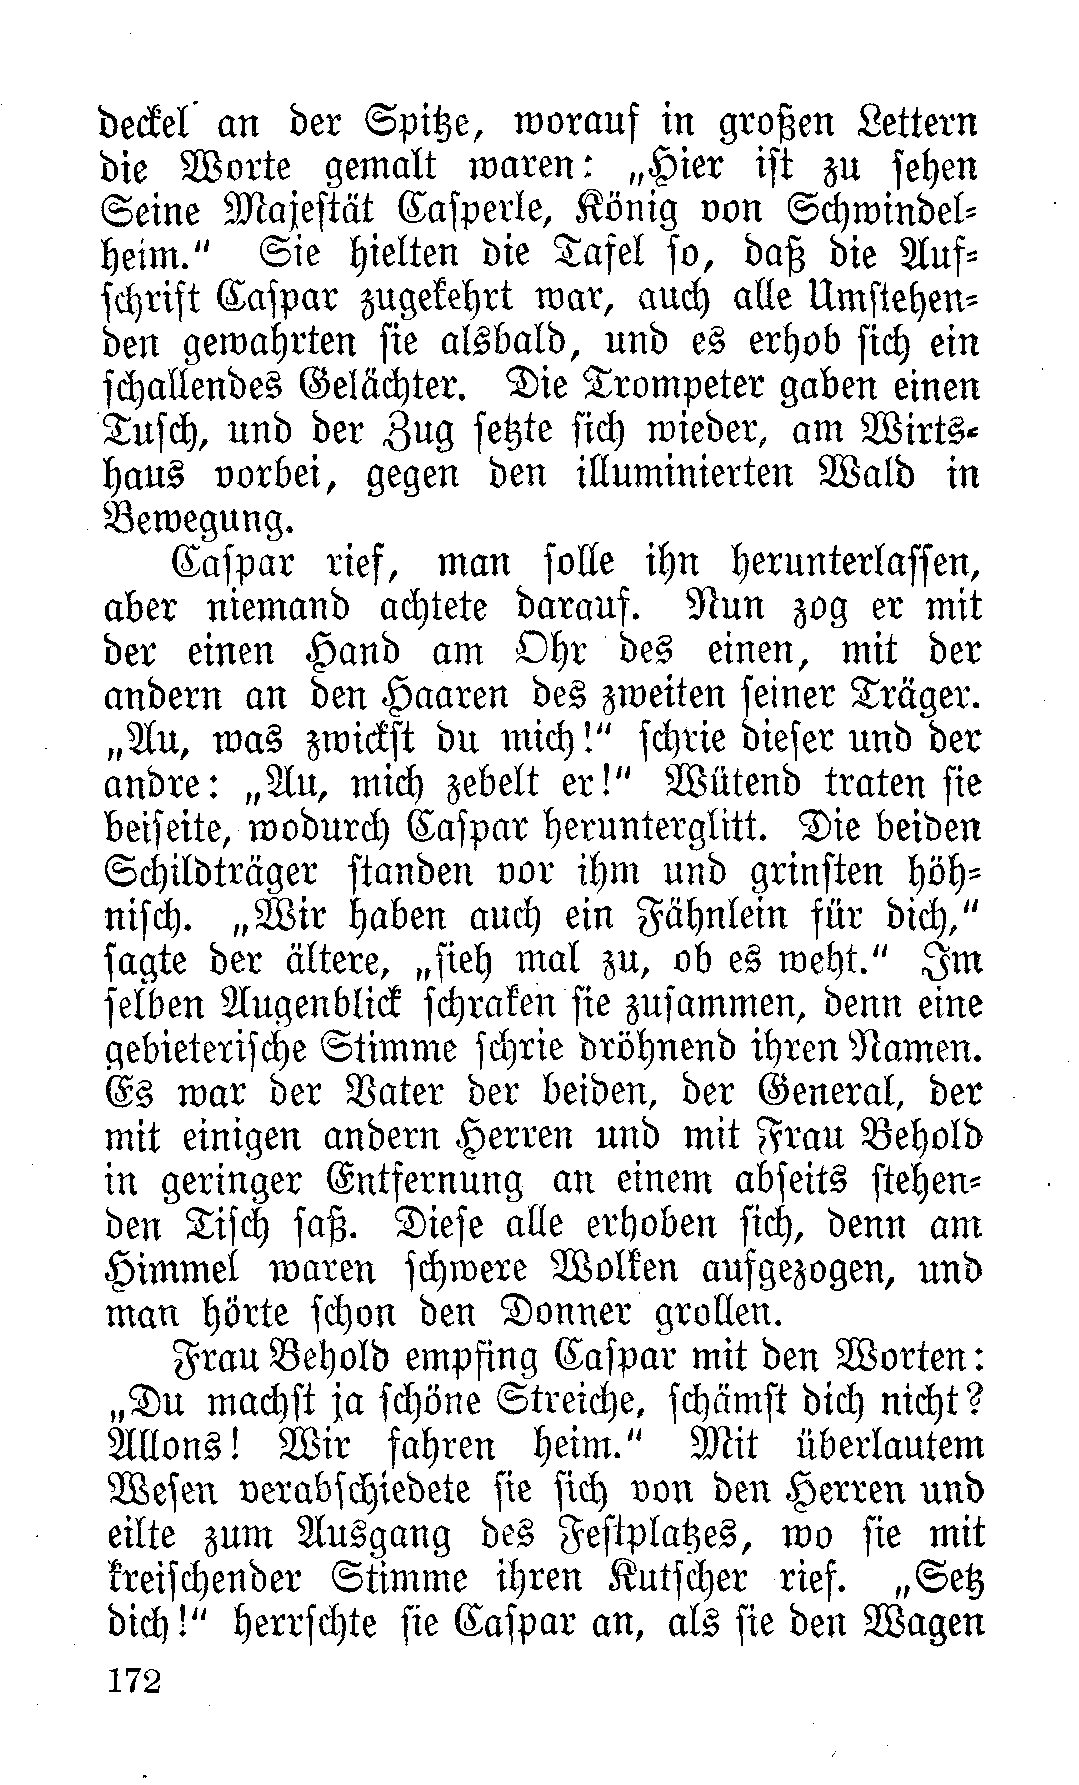 deckel an der Spitze, worauf in großen Lettern
die Worte gemalt waren: „Hier ist zu sehen
Seine Majestät Casperle, König von Schwindel-
heim." Sie hielten die Tafel so, daß die Auf-
schrift Caspar zugekehrt war, auch alle Umstehen-
den gewahrten sie alsbald, und es erhob sich ein
schallendes Gelächter. Die Trompeter gaben einen
Tusch, und der Zug setzte sich wieder, am Wirts-
haus vorbei, gegen den illuminierten Wald in
Bewegung.
Caspar rief, man solle ihn herunterlassen,
aber niemand achtete darauf. Nun zog er mit
der einen Hand am Ohr des einen, mit der
andern an den Haaren des zweiten seiner Träger.
„Au, was zwickst du mich!" schrie dieser und der
andre: „Au, mich zebelt er!" Wütend traten sie
beiseite, wodurch Caspar herunterglitt. Die beiden
Schildträger standen vor ihm und grinsten höh-
nisch. „Wir haben auch ein Fähnlein für dich,"
sagte der ältere, „sieh mal zu, ob es weht." Im
selben Augenblick schraken sie zusammen, denn eine
gebieterische Stimme schrie dröhnend ihren Namen.
Es war der Vater der beiden, der General, der
mit einigen andern Herren und mit Frau Behold
in geringer Entfernung an einem abseits stehen-
den Tisch saß. Diese alle erhoben sich, denn am
Himmel waren schwere Wolken aufgezogen, und
man hörte schon den Donner grollen.
Frau Behold empfing Caspar mit den Worten:
„Du machst ja schöne Streiche, schämst dich nicht?
Allons! Wir fahren heim." Mit überlautem
Wesen verabschiedete sie sich von den Herren und
eilte zum Ausgang des Festplatzes, wo sie mit
kreischender Stimme ihren Kutscher rief. „Setz
dich!" herrschte sie Caspar an, als sie den Wagen
172